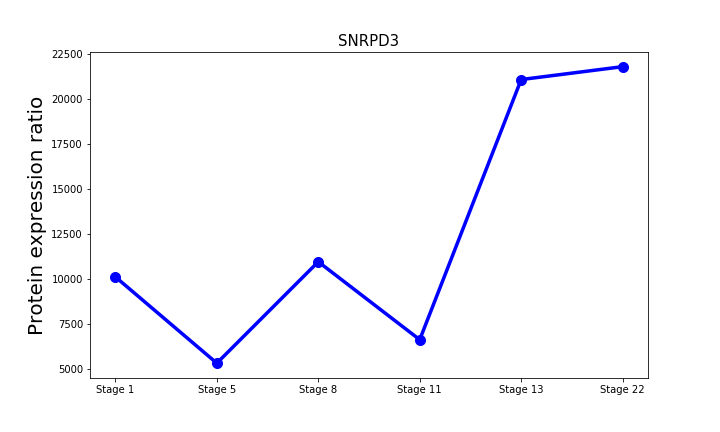 SNRPD3
Protein expression ratio
22500
20000
17500
15000
12500
10000
7500
5000
Stage 1
Stage 5
Stage 8
Stage 11
Stage 13
Stage 22